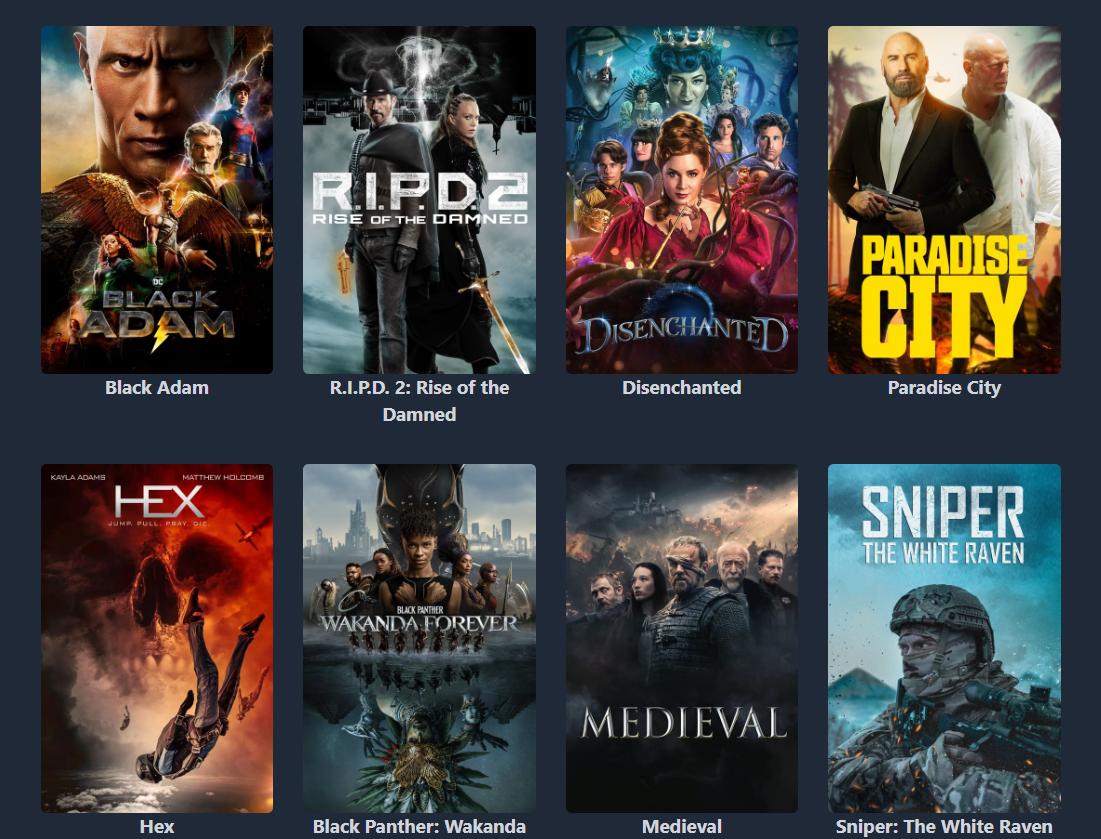 DC
BLACK
ADAM
Black Adam
R.I.P.D.2
RISE OF THE DAMNED
R.I.P.D. 2: Rise of the
Damned
DISENCHANTED
Disenchanted
PARADISE
CITY
Paradise City
KAYLA ADAMS MATTHEW HOLCOMB
HEX
JUMP. PULL. PRAY. DIE.
Hex
BLACK PANTHER
WAKANDA FOREVER
Black Panther: Wakanda
MEDIEVAL
Medieval
SNIPER
THE WHITE RAVEN
Sniper: The White Raven